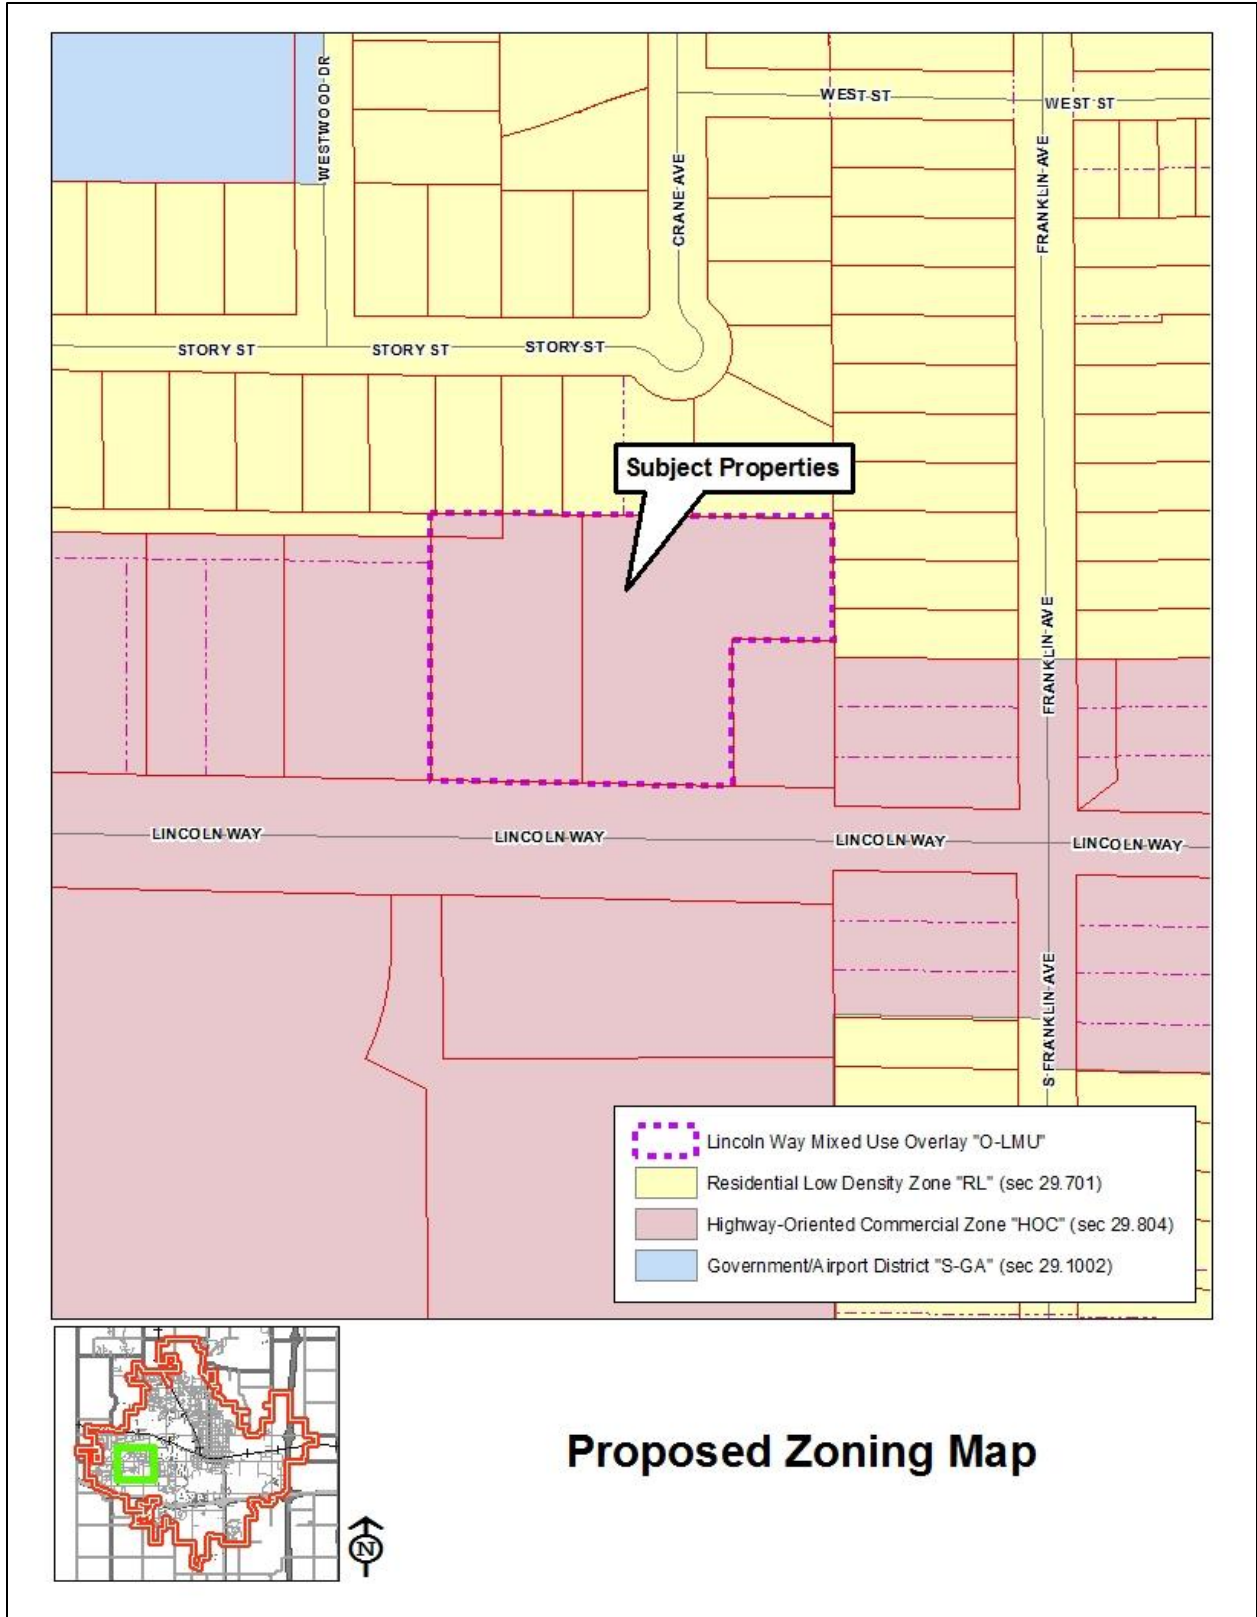 WESTWOOD DR
WEST ST
WEST ST
CRANE AVE
FRANKLIN AVE
STORY ST
STORY ST
STORY ST
Subject Properties
FRANKLIN AVE
LINCOLN WAY
LINCOLN WAY
LINCOLN WAY
LINCOLN WAY
S FRANKLIN AVE
Lincoln Way Mixed Use Overlay "O-LMU"
Residential Low Density Zone "RL" (sec 29.701)
Highway-Oriented Commercial Zone "HOC" (sec 29.804)
Government/Airport District "S-GA" (sec 29.1002)
Proposed Zoning Map
N